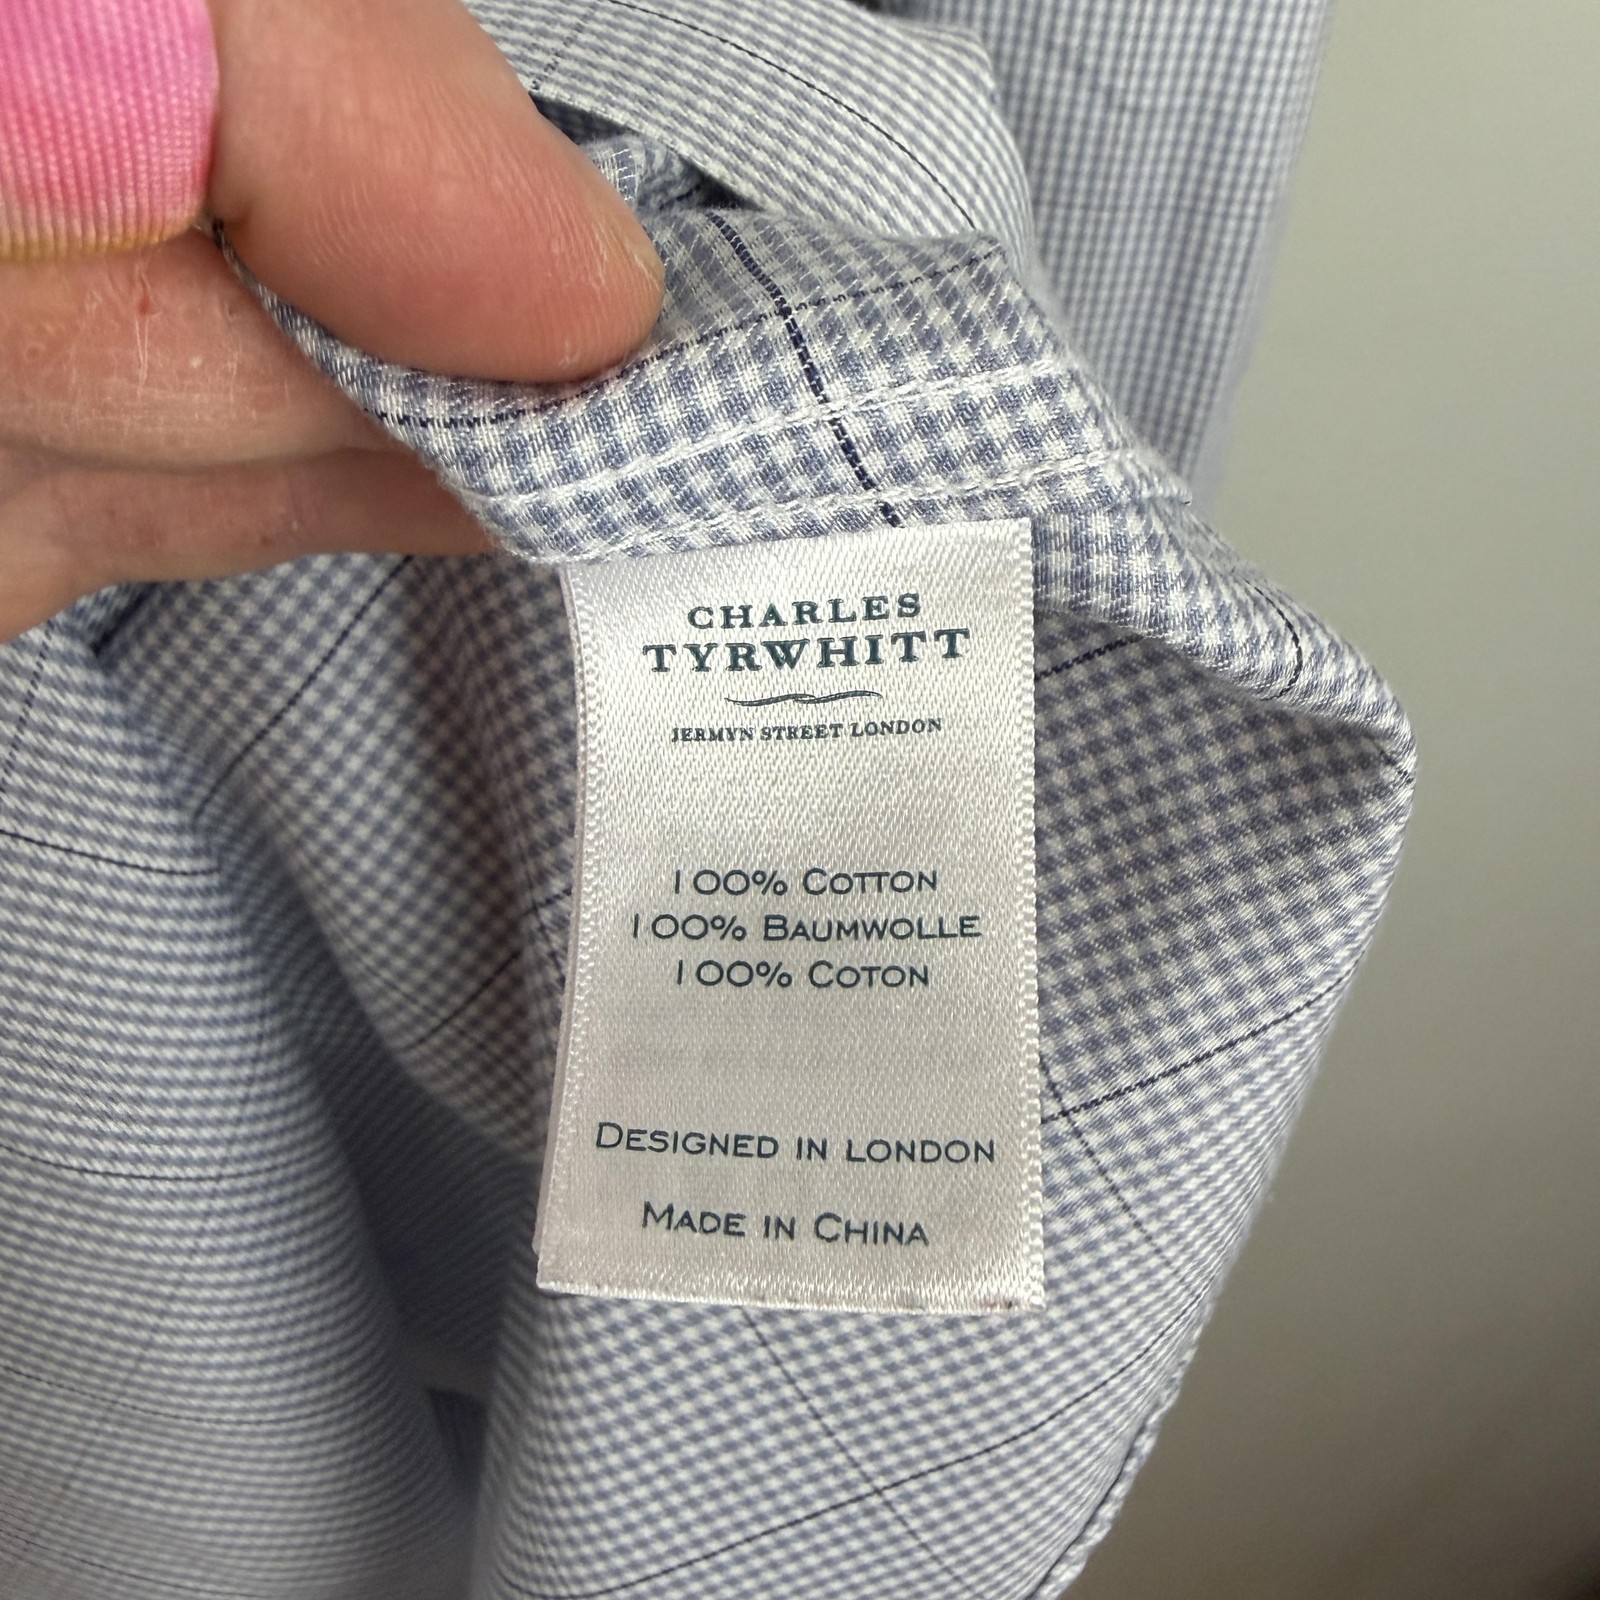 CHARLES
TYRWHITT
JERMYN STREET LONDON
100% COTTON
100% BAUMWOLLE
100% COTON
DESIGNED IN LONDON
MADE IN CHINA